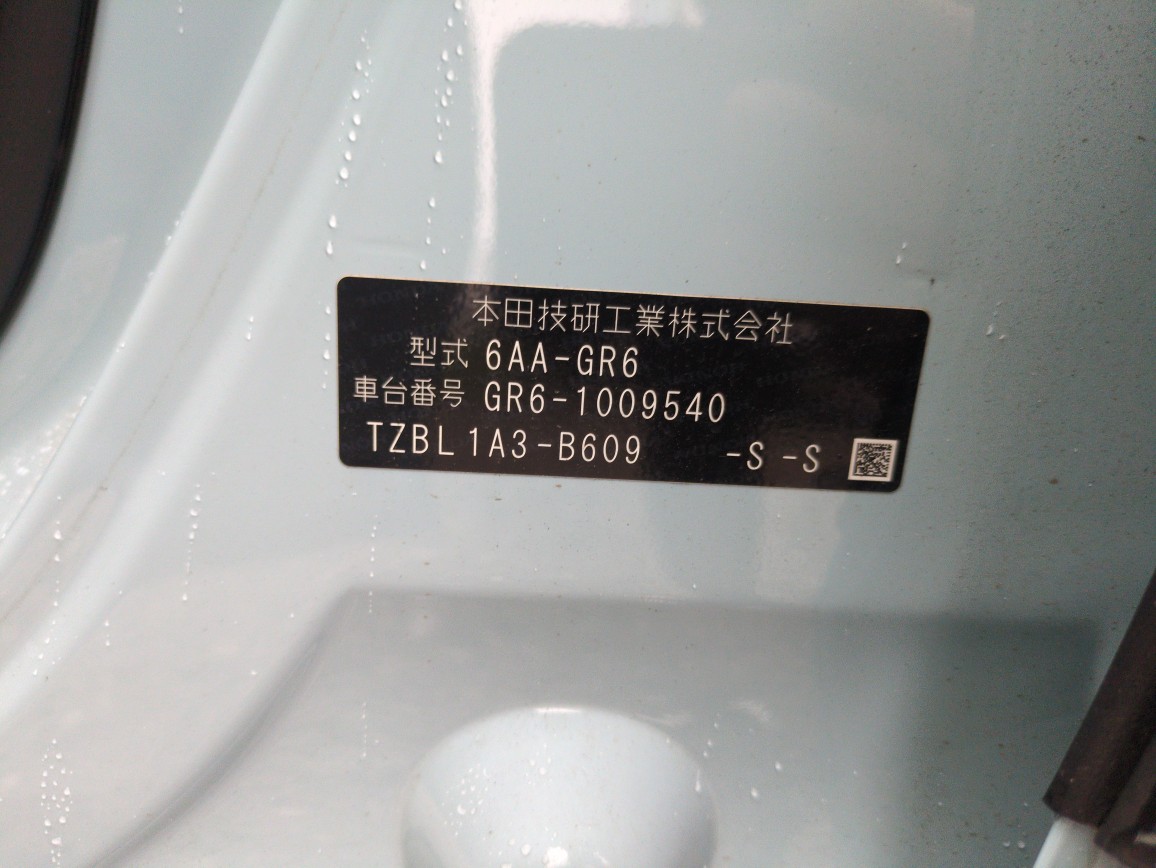 本田技研工業株式会社
型式 6AA-GR6
車台番号 GR6-1009540
TZBL1A3-B609 -S -S